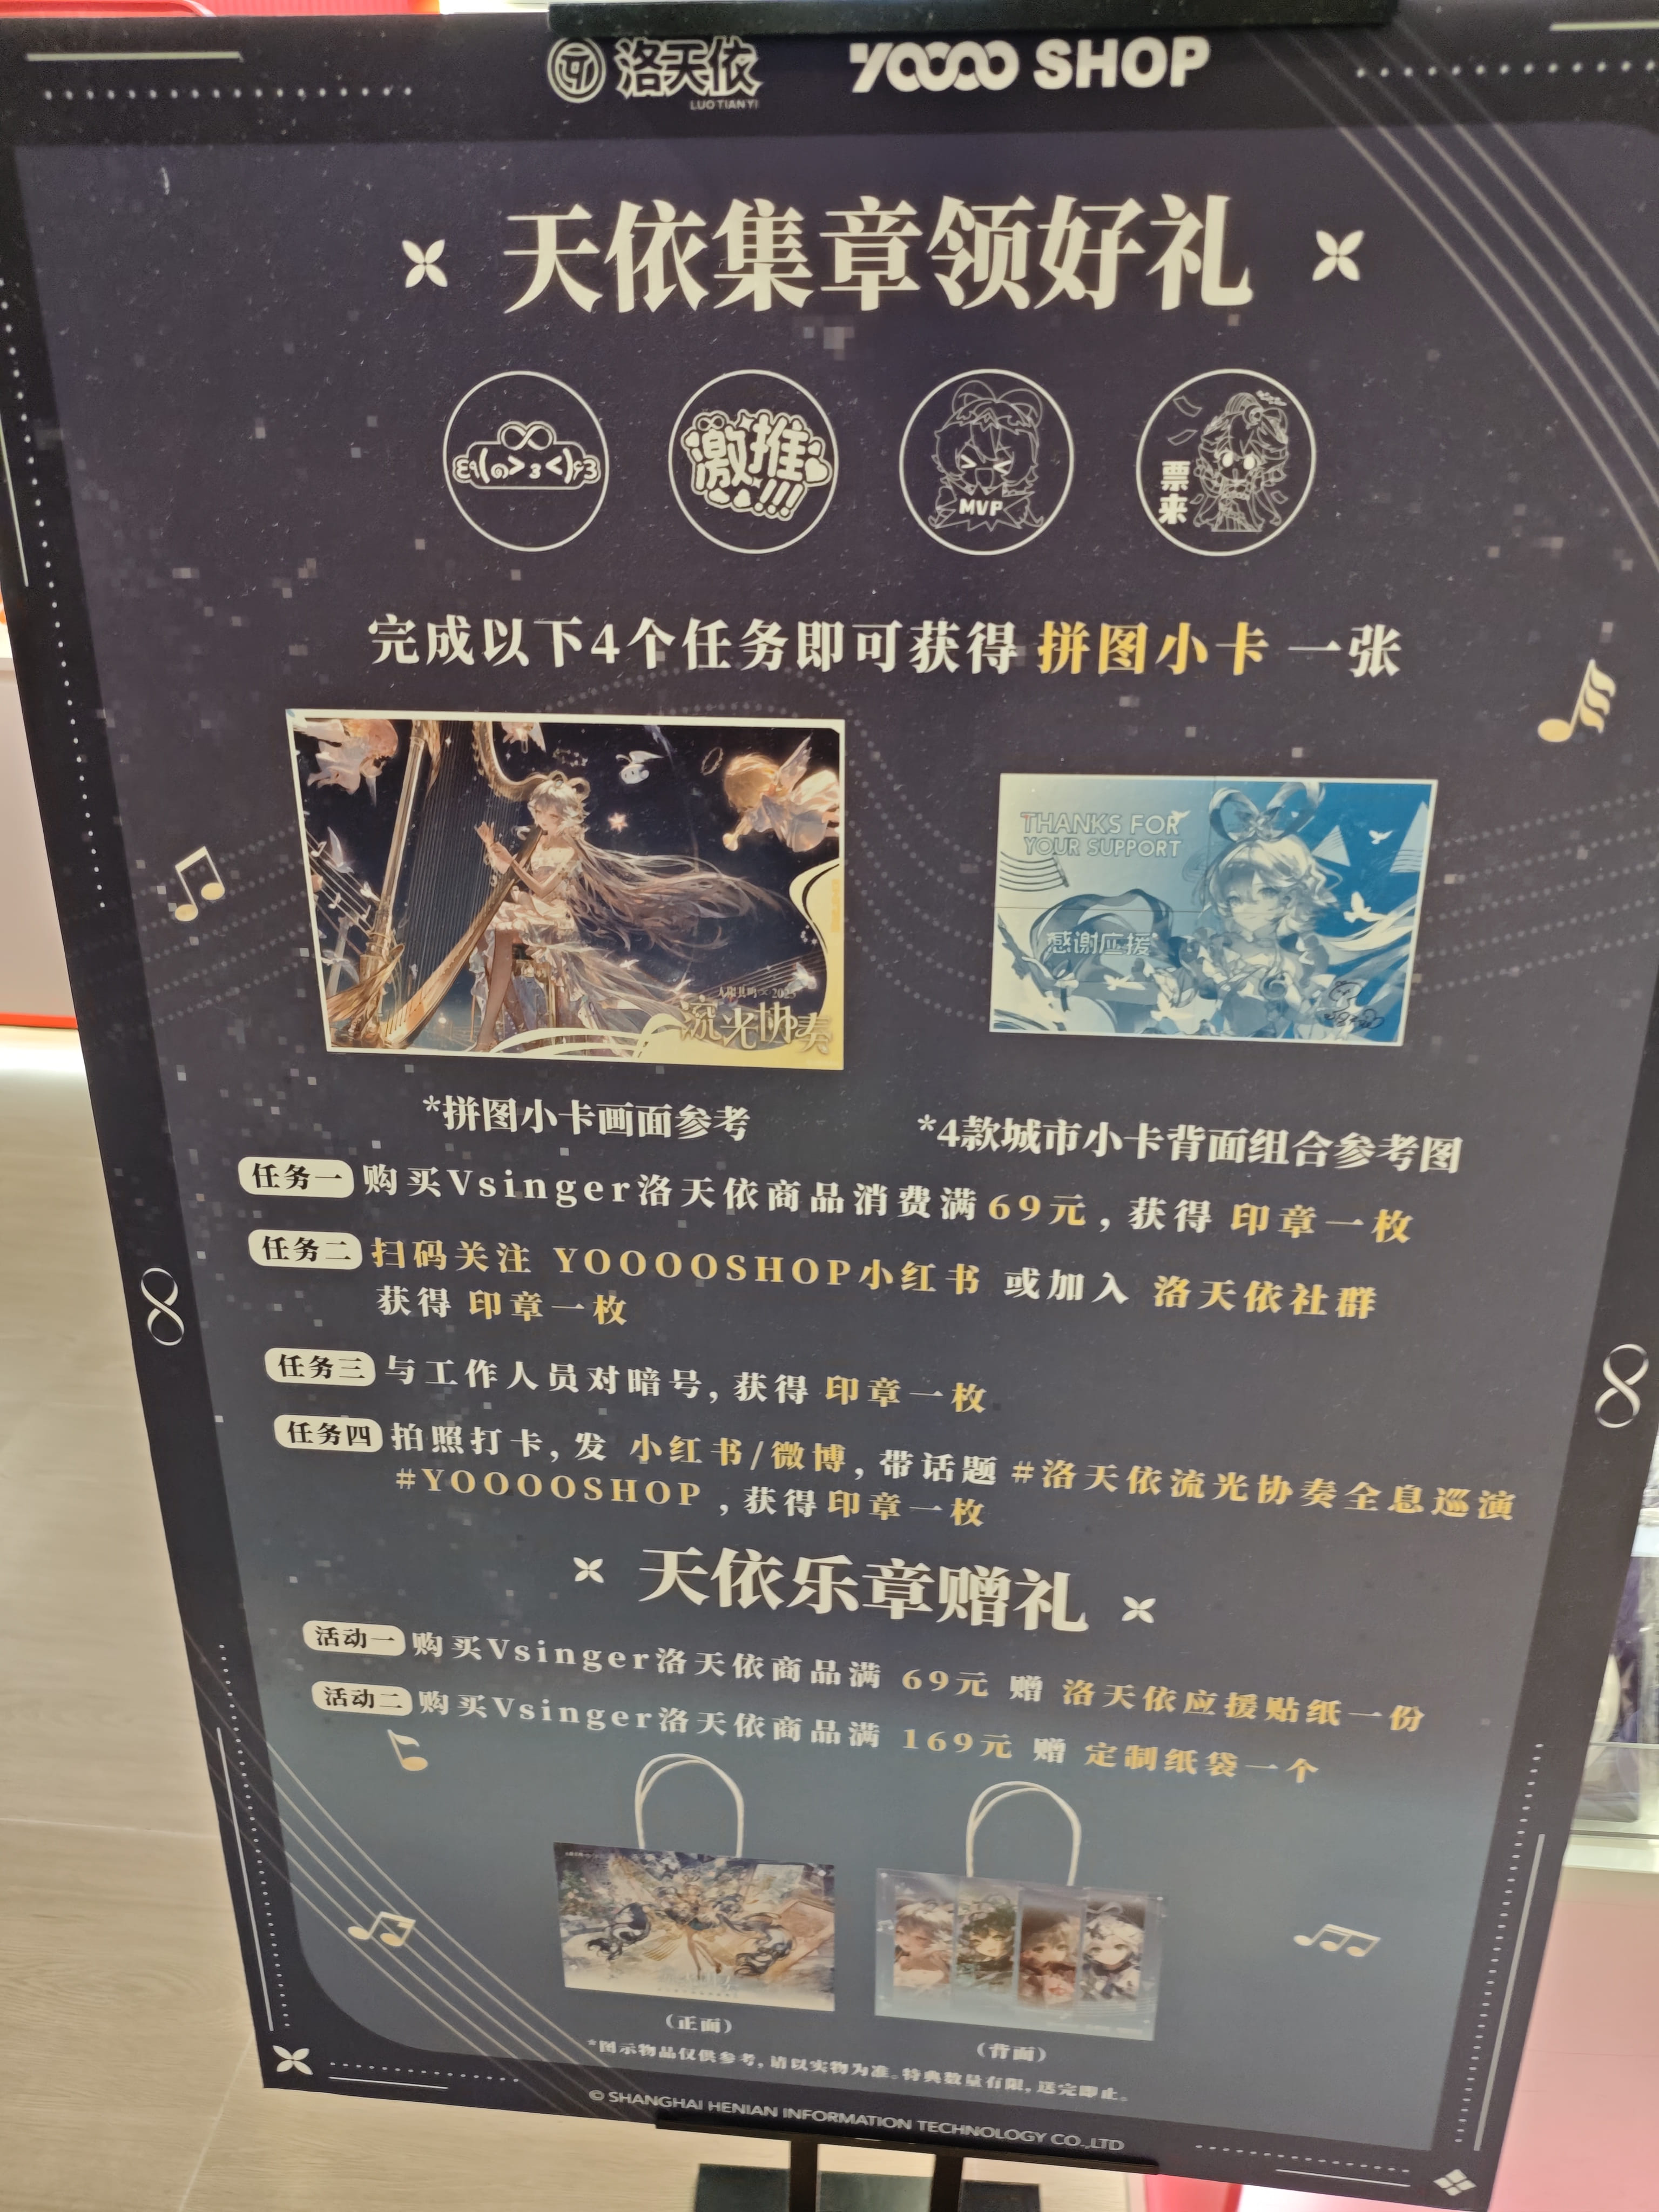 洛天依
LUO TIAN YI
YOOOO SHOP
天依集章领好礼
ε٩(๑> ₃ <)۶з
激推!!!
MVP
票来
完成以下4个任务即可获得 拼图小卡 一张
THANKS FOR
YOUR SUPPORT
感谢应援
2025
流光协奏
*拼图小卡画面参考
*4款城市小卡背面组合参考图
任务一 购买Vsinger洛天依商品消费满69元,获得 印章一枚
任务二 扫码关注 YOOOOSHOP小红书 或加入 洛天依社群
获得 印章一枚
任务三 与工作人员对暗号,获得 印章一枚
任务四 拍照打卡,发 小红书/微博,带话题 #洛天依流光协奏全息巡演
#YOOOOSHOP ,获得印章一枚
天依乐章赠礼
活动一 购买Vsinger洛天依商品满 69元 赠 洛天依应援贴纸一份
活动二 购买Vsinger洛天依商品满 169元 赠 定制纸袋一个
(正面)
(背面)
*图示物品仅供参考,请以实物为准。特典数量有限,送完即止。
© SHANGHAI HENIAN INFORMATION TECHNOLOGY CO.,LTD